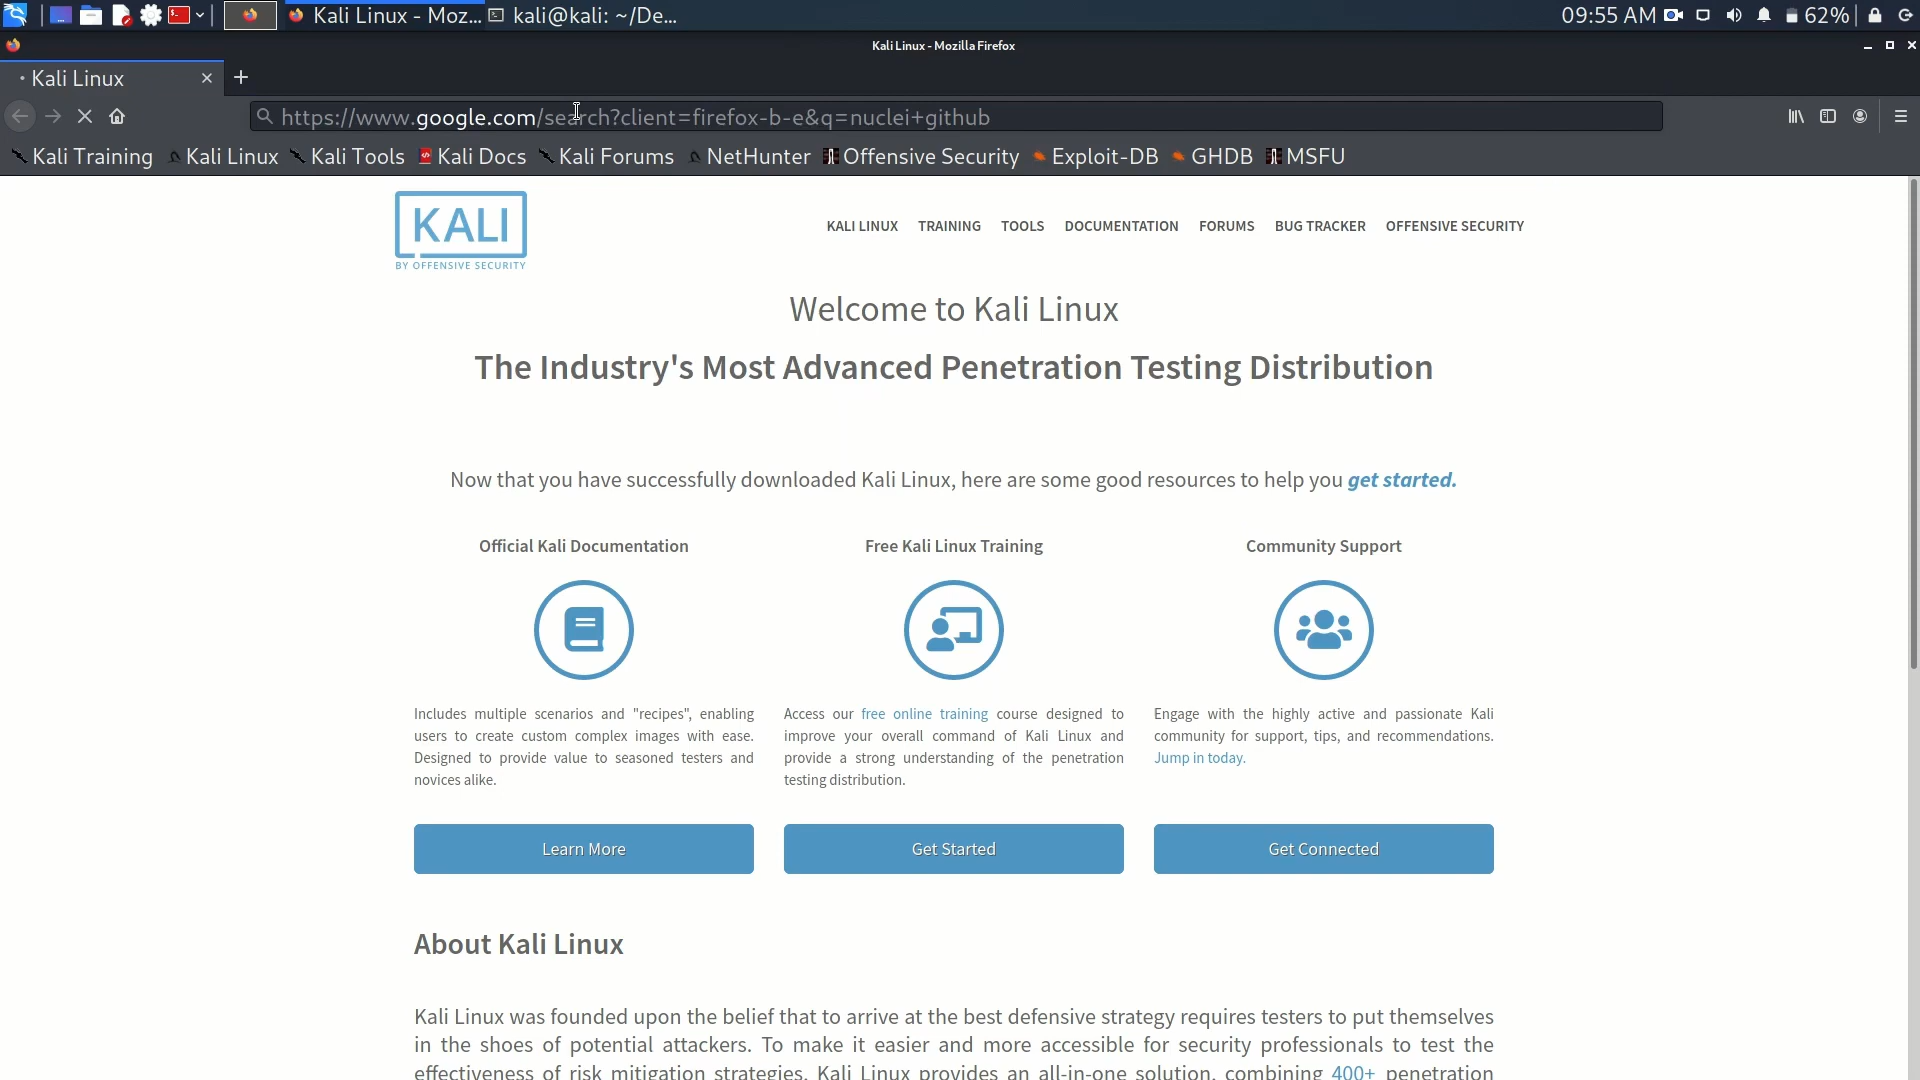 Kali Linux - Moz... kali@kali: ~/De... 09:55 AM 62%
Kali Linux - Mozilla Firefox
Kali Linux
https://www.google.com/search?client=firefox-b-e&q=nuclei+github
Kali Training Kali Linux Kali Tools Kali Docs Kali Forums NetHunter Offensive Security Exploit-DB GHDB MSFU
KALI
BY OFFENSIVE SECURITY
KALI LINUX TRAINING TOOLS DOCUMENTATION FORUMS BUG TRACKER OFFENSIVE SECURITY
Welcome to Kali Linux
The Industry's Most Advanced Penetration Testing Distribution
Now that you have successfully downloaded Kali Linux, here are some good resources to help you get started.
Official Kali Documentation
Includes multiple scenarios and "recipes", enabling
users to create custom complex images with ease.
Designed to provide value to seasoned testers and
novices alike.
Learn More
Free Kali Linux Training
Access our free online training course designed to
improve your overall command of Kali Linux and
provide a strong understanding of the penetration
testing distribution.
Get Started
Community Support
Engage with the highly active and passionate Kali
community for support, tips, and recommendations.
Jump in today.
Get Connected
About Kali Linux
Kali Linux was founded upon the belief that to arrive at the best defensive strategy requires testers to put themselves
in the shoes of potential attackers. To make it easier and more accessible for security professionals to test the
effectiveness of risk mitigation strategies, Kali Linux provides an all-in-one solution, combining 400+ penetration